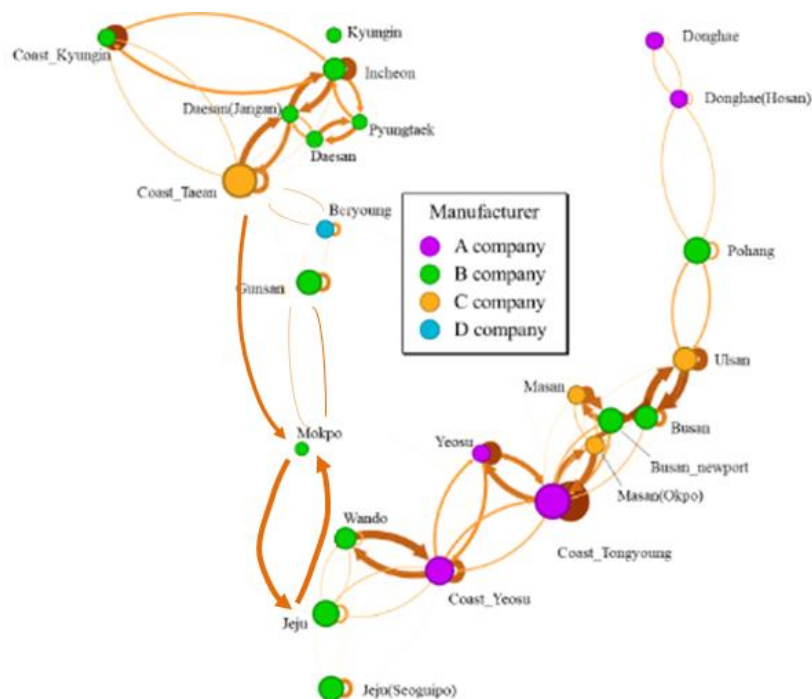 Kyungin
Coast_Kyungin
Incheon
Daesan(Jangan)
Pyungtaek
Daesan
Coast_Taean
Beryoung
Gunsan
Mokpo
Wando
Jeju
Jeju(Seoguipo)
Coast_Yeosu
Yeosu
Coast_Tongyoung
Masan(Okpo)
Busan_newport
Masan
Busan
Ulsan
Pohang
Donghae(Hosan)
Donghae
Manufacturer
A company
B company
C company
D company